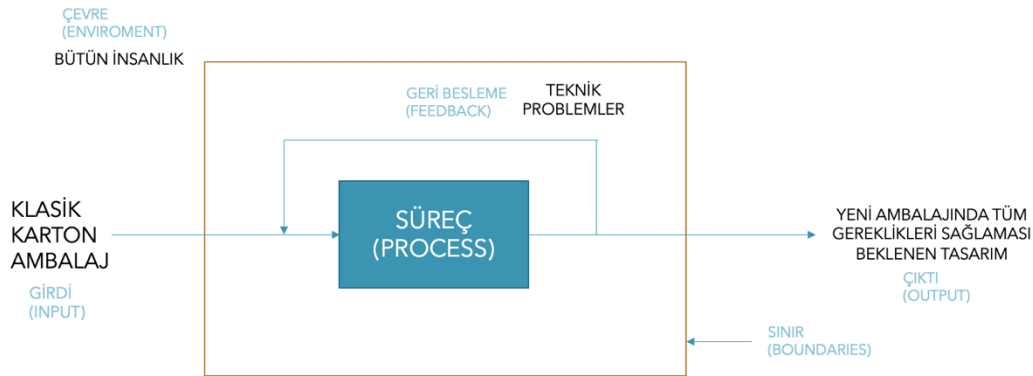 ÇEVRE
(ENVIROMENT)
BÜTÜN İNSANLIK
GERİ BESLEME
(FEEDBACK)
TEKNİK
PROBLEMLER
KLASİK
KARTON
AMBALAJ
GİRDİ
(INPUT)
SÜREÇ
(PROCESS)
YENİ AMBALAJINDA TÜM
GEREKLİKLERİ SAĞLAMASI
BEKLENEN TASARIM
ÇIKTI
(OUTPUT)
SINIR
(BOUNDARIES)